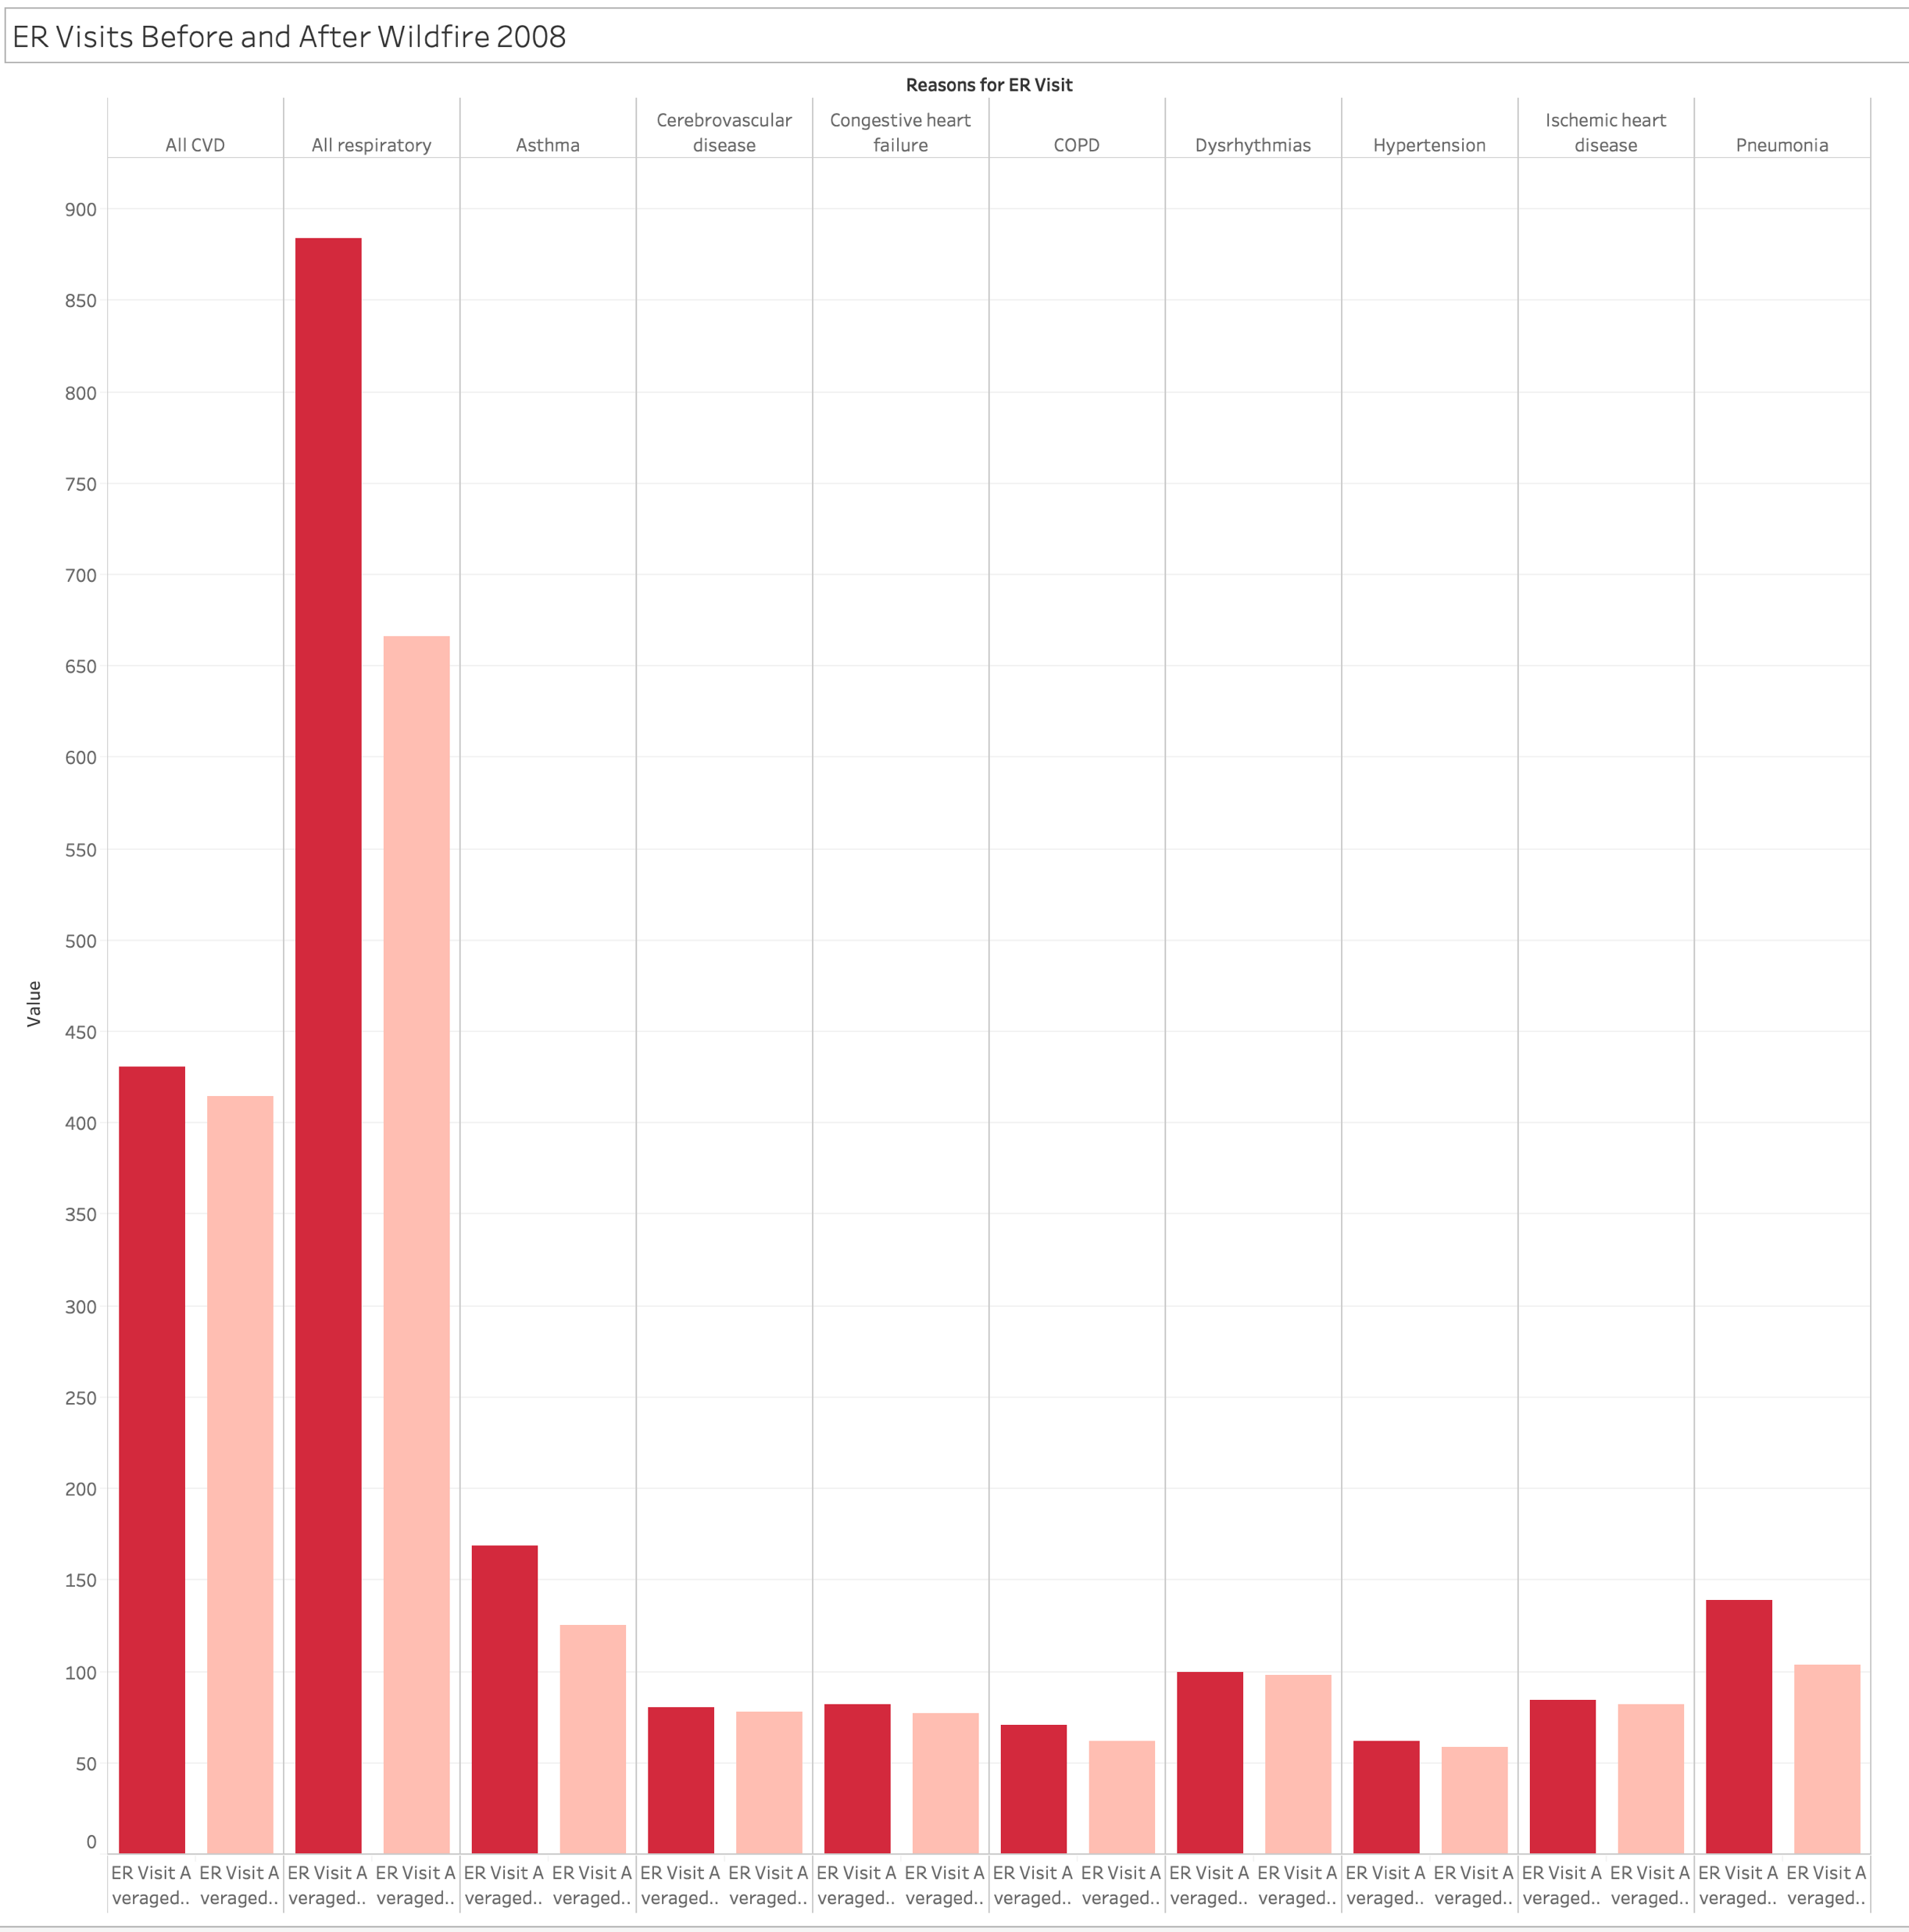 ER Visits Before and After Wildfire 2008
Reasons for ER Visit
All CVD
All respiratory
Asthma
Cerebrovascular
disease
Congestive heart
failure
COPD
Dysrhythmias
Hypertension
Ischemic heart
disease
Pneumonia
900
850
800
750
700
650
600
550
500
450
400
350
300
250
200
150
100
50
0
Value
ER Visit A
veraged..
ER Visit A
veraged..
ER Visit A
veraged..
ER Visit A
veraged..
ER Visit A
veraged..
ER Visit A
veraged..
ER Visit A
veraged..
ER Visit A
veraged..
ER Visit A
veraged..
ER Visit A
veraged..
ER Visit A
veraged..
ER Visit A
veraged..
ER Visit A
veraged..
ER Visit A
veraged..
ER Visit A
veraged..
ER Visit A
veraged..
ER Visit A
veraged..
ER Visit A
veraged..
ER Visit A
veraged..
ER Visit A
veraged..